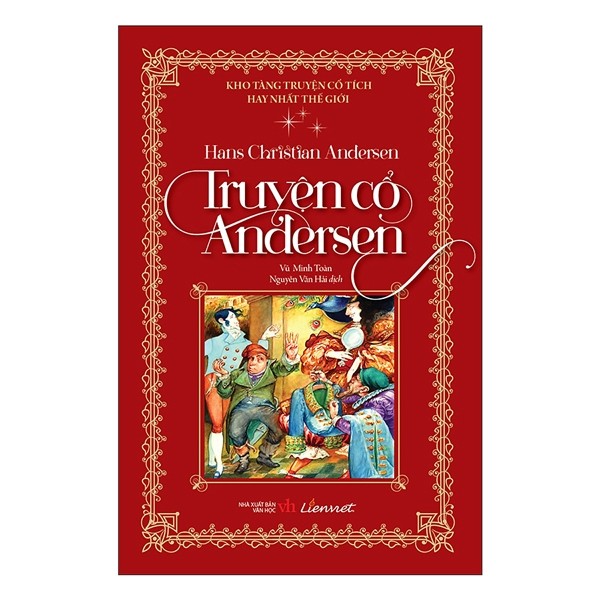 KHO TÀNG TRUYỆN CỔ TÍCH
HAY NHẤT THẾ GIỚI
Hans Christian Andersen
Truyện cổ
Andersen
Vũ Minh Toàn
Nguyễn Văn Hải dịch
NHÀ XUẤT BẢN
VĂN HỌC
vh
Lienviet